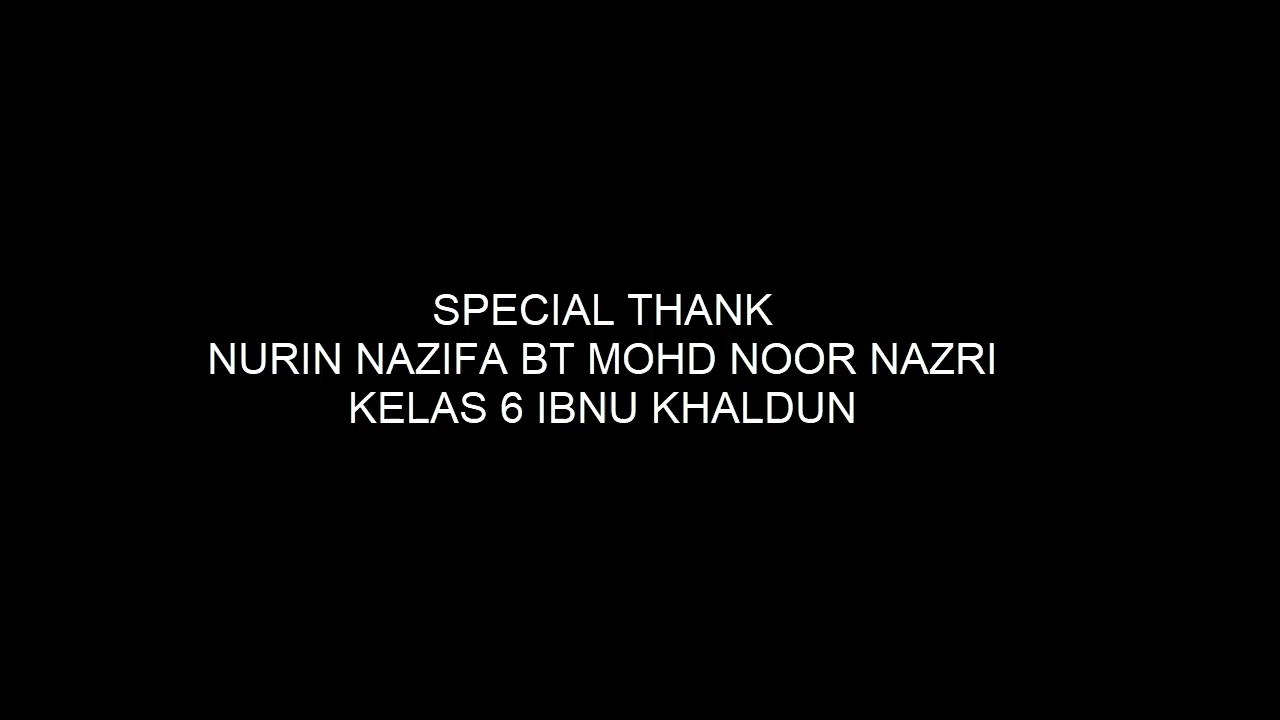 SPECIAL THANK
NURIN NAZIFA BT MOHD NOOR NAZRI
KELAS 6 IBNU KHALDUN